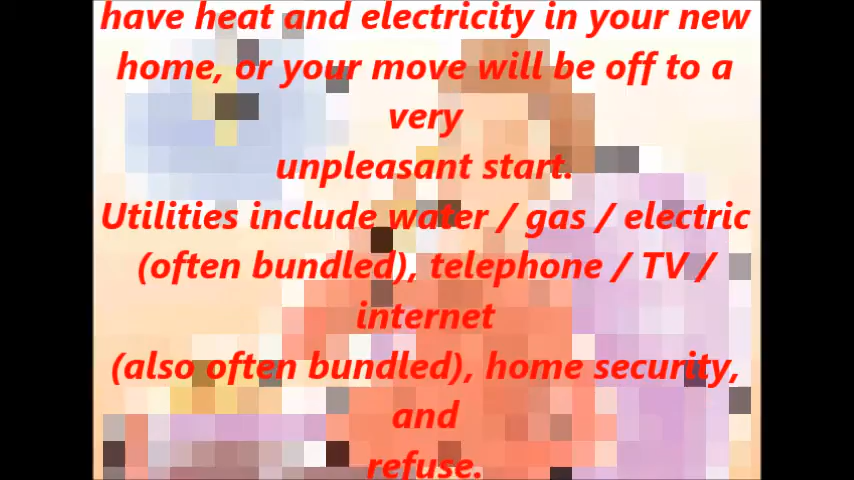 have heat and electricity in your new
home, or your move will be off to a
very
unpleasant start.
Utilities include water / gas / electric
(often bundled), telephone / TV /
internet
(also often bundled), home security,
and
refuse.